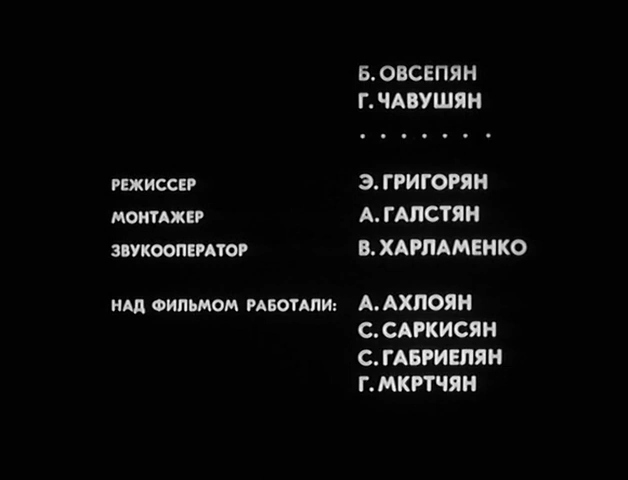 Б. ОВСЕПЯН
Г. ЧАВУШЯН
. . . . . . .
РЕЖИССЕР Э. ГРИГОРЯН
МОНТАЖЕР А. ГАЛСТЯН
ЗВУКООПЕРАТОР В. ХАРЛАМЕНКО
НАД ФИЛЬМОМ РАБОТАЛИ: А. АХЛОЯН
С. САРКИСЯН
С. ГАБРИЕЛЯН
Г. МКРТЧЯН